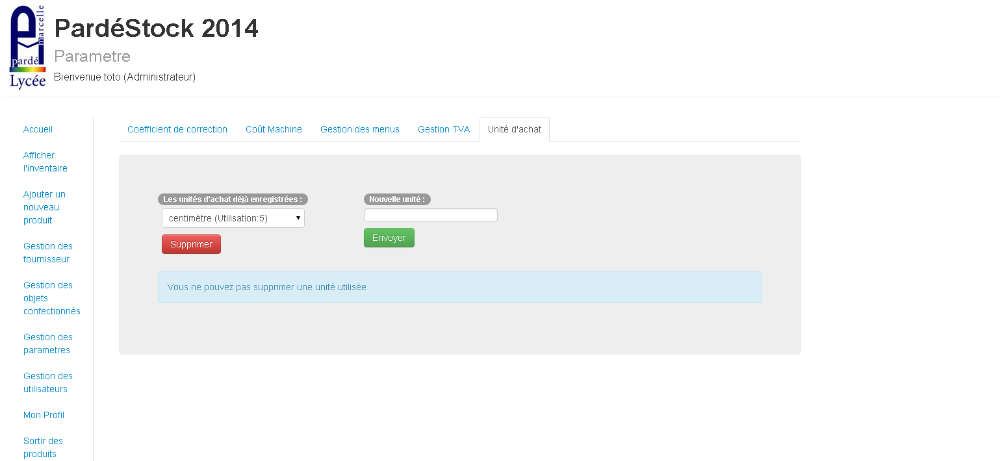 marcelle
pardé
Lycée
PardéStock 2014
Parametre
Bienvenue toto (Administrateur)
Accueil
Afficher
l'inventaire
Ajouter un
nouveau
produit
Gestion des
fournisseur
Gestion des
objets
confectionnés
Gestion des
parametres
Gestion des
utilisateurs
Mon Profil
Sortir des
produits
Coefficient de correction Coût Machine Gestion des menus Gestion TVA Unité d'achat
Les unités d'achat déjà enregistrées :
centimètre (Utilisation:5)
Supprimer
Nouvelle unité :
Envoyer
Vous ne pouvez pas supprimer une unité utilisée